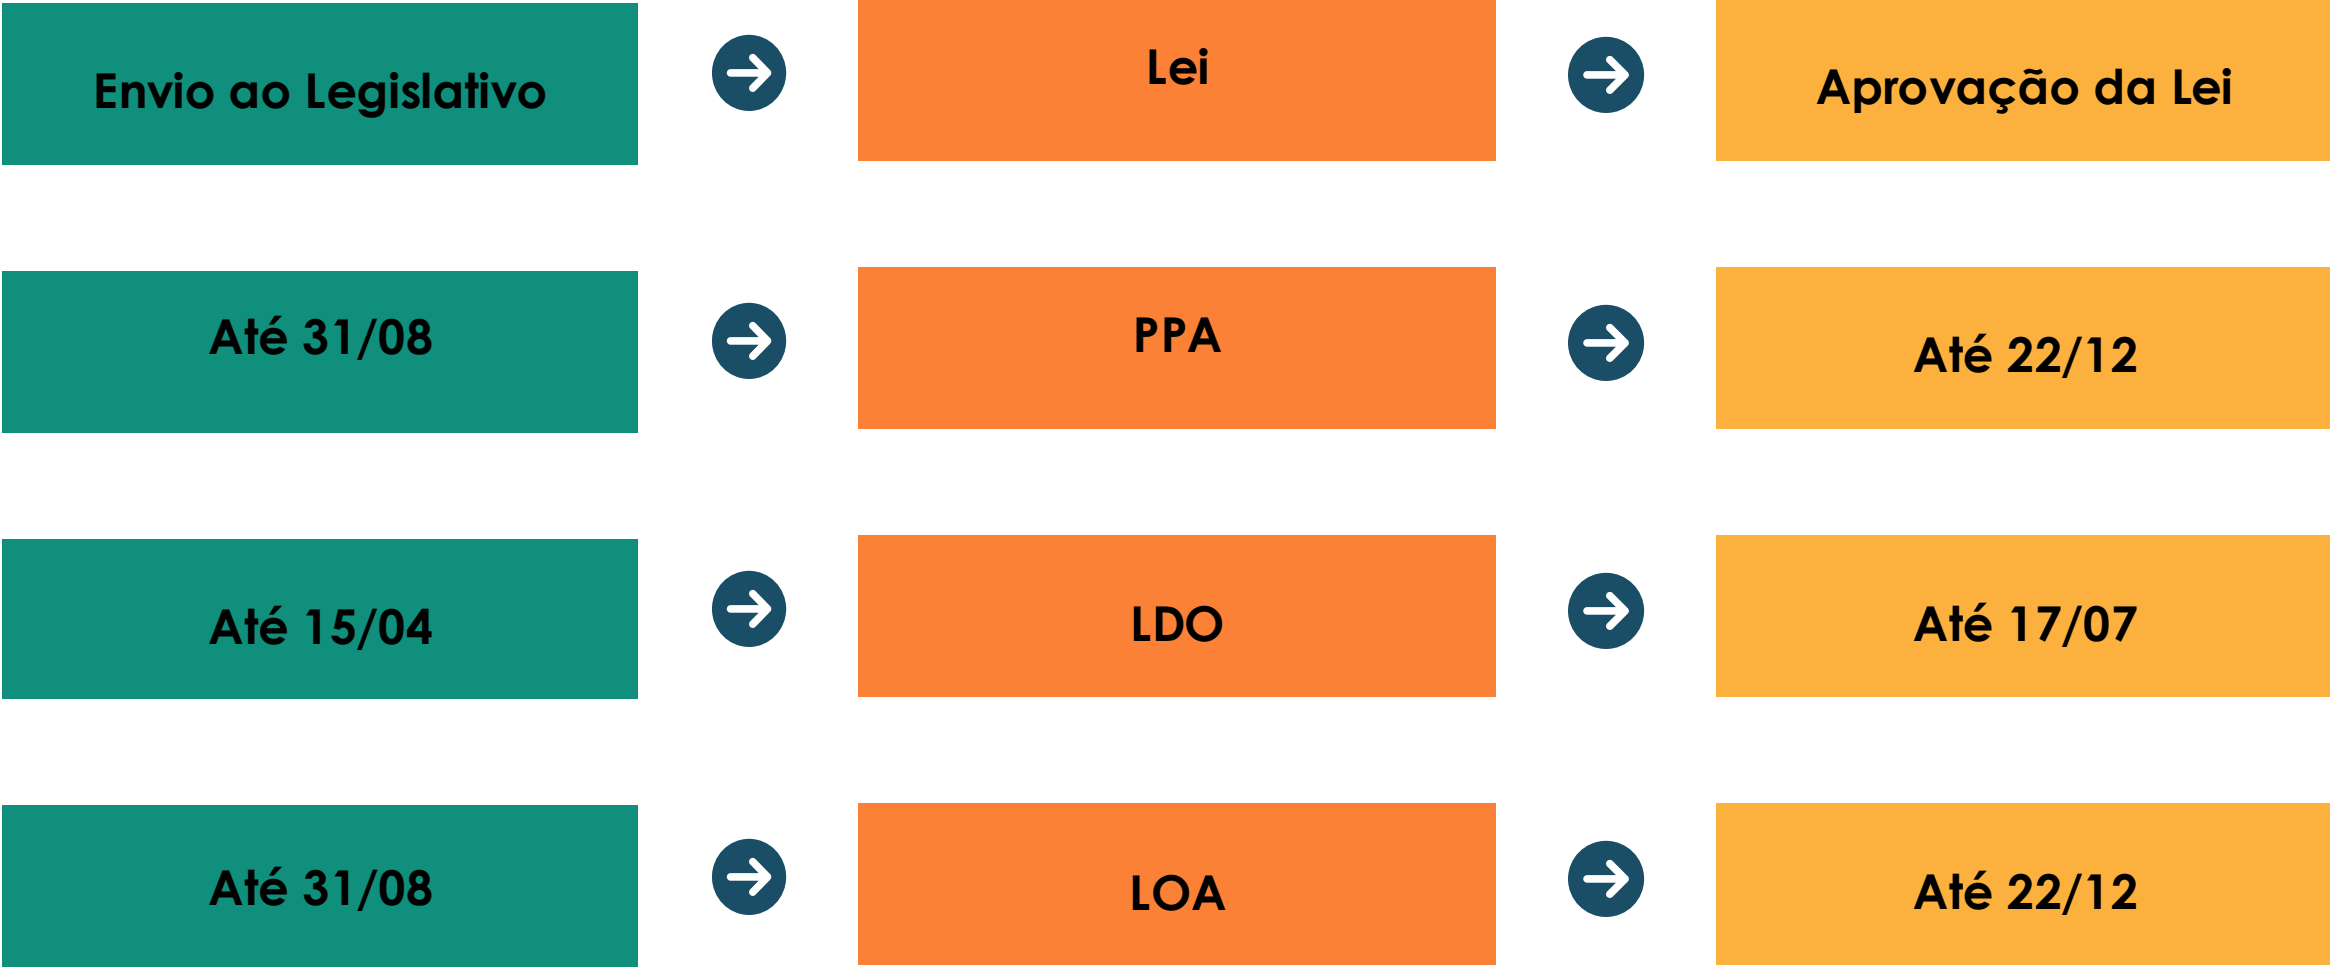 Envio ao Legislativo
Lei
Aprovação da Lei
Até 31/08
PPA
Até 22/12
Até 15/04
LDO
Até 17/07
Até 31/08
LOA
Até 22/12